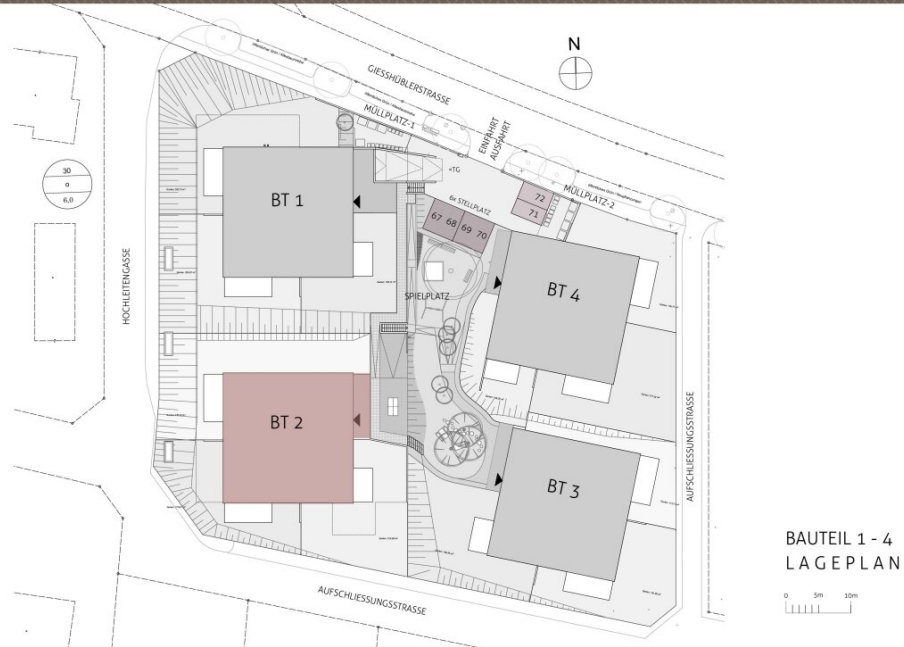 N
GIESSHÜBLERSTRASSE
MÜLLPLATZ-1
EINFAHRT
AUSFAHRT
MÜLLPLATZ-2
30
6,0
HOCHLEITENGASSE
BT 1
TG
6x STELLPLATZ
67 68 69 70
72
71
SPIELPLATZ
BT 4
BT 2
BT 3
AUFSCHLIESSUNGSSTRASSE
AUFSCHLIESSUNGSSTRASSE
BAUTEIL 1 - 4
LAGEPLAN
0 5m 10m